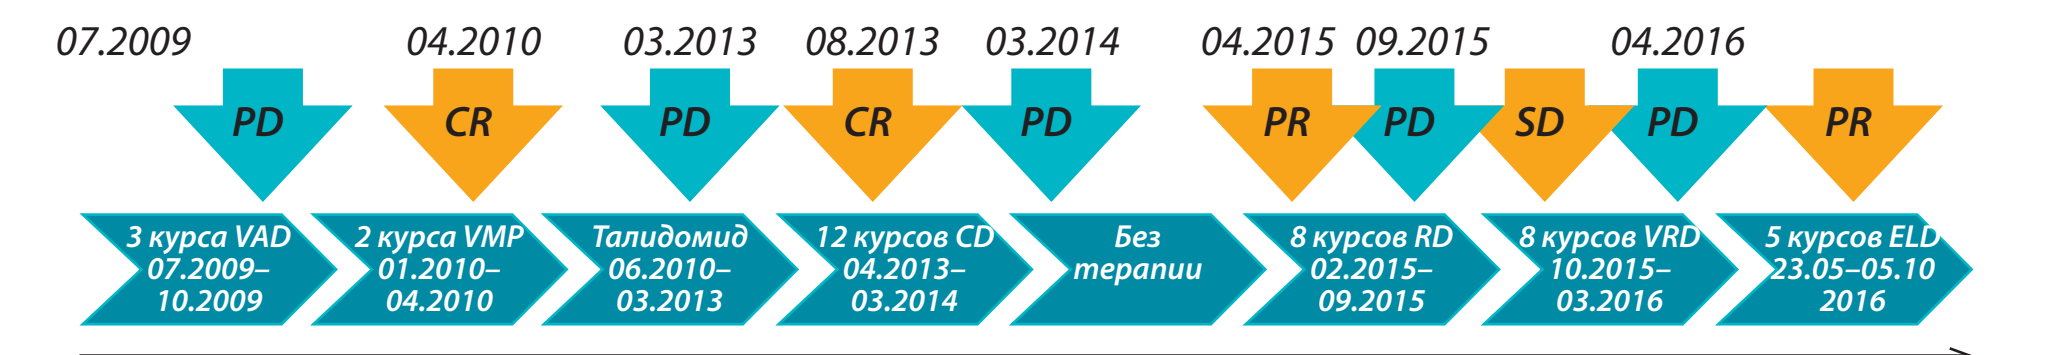 07.2009 04.2010 03.2013 08.2013 03.2014 04.2015 09.2015 04.2016
PD CR PD CR PD PR PD SD PD PR
3 курса VAD
07.2009–
10.2009
2 курса VMP
01.2010–
04.2010
Талидомид
06.2010–
03.2013
12 курсов CD
04.2013–
03.2014
Без
терапии
8 курсов RD
02.2015–
09.2015
8 курсов VRD
10.2015–
03.2016
5 курсов ELD
23.05–05.10
2016